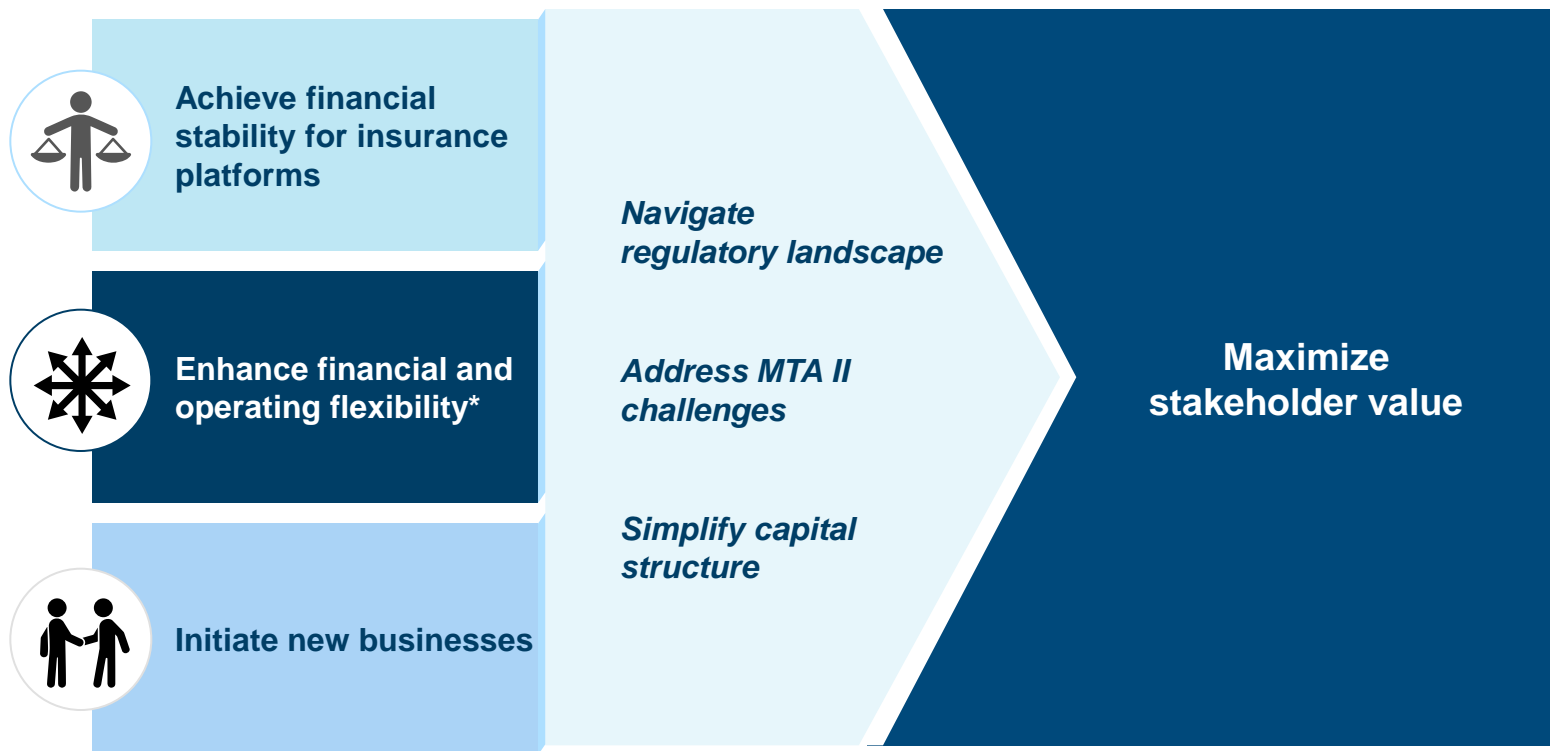 Achieve financial
stability for insurance
platforms
Enhance financial and
operating flexibility*
Initiate new businesses
Navigate
regulatory landscape
Address MTA II
challenges
Simplify capital
structure
Maximize
stakeholder value